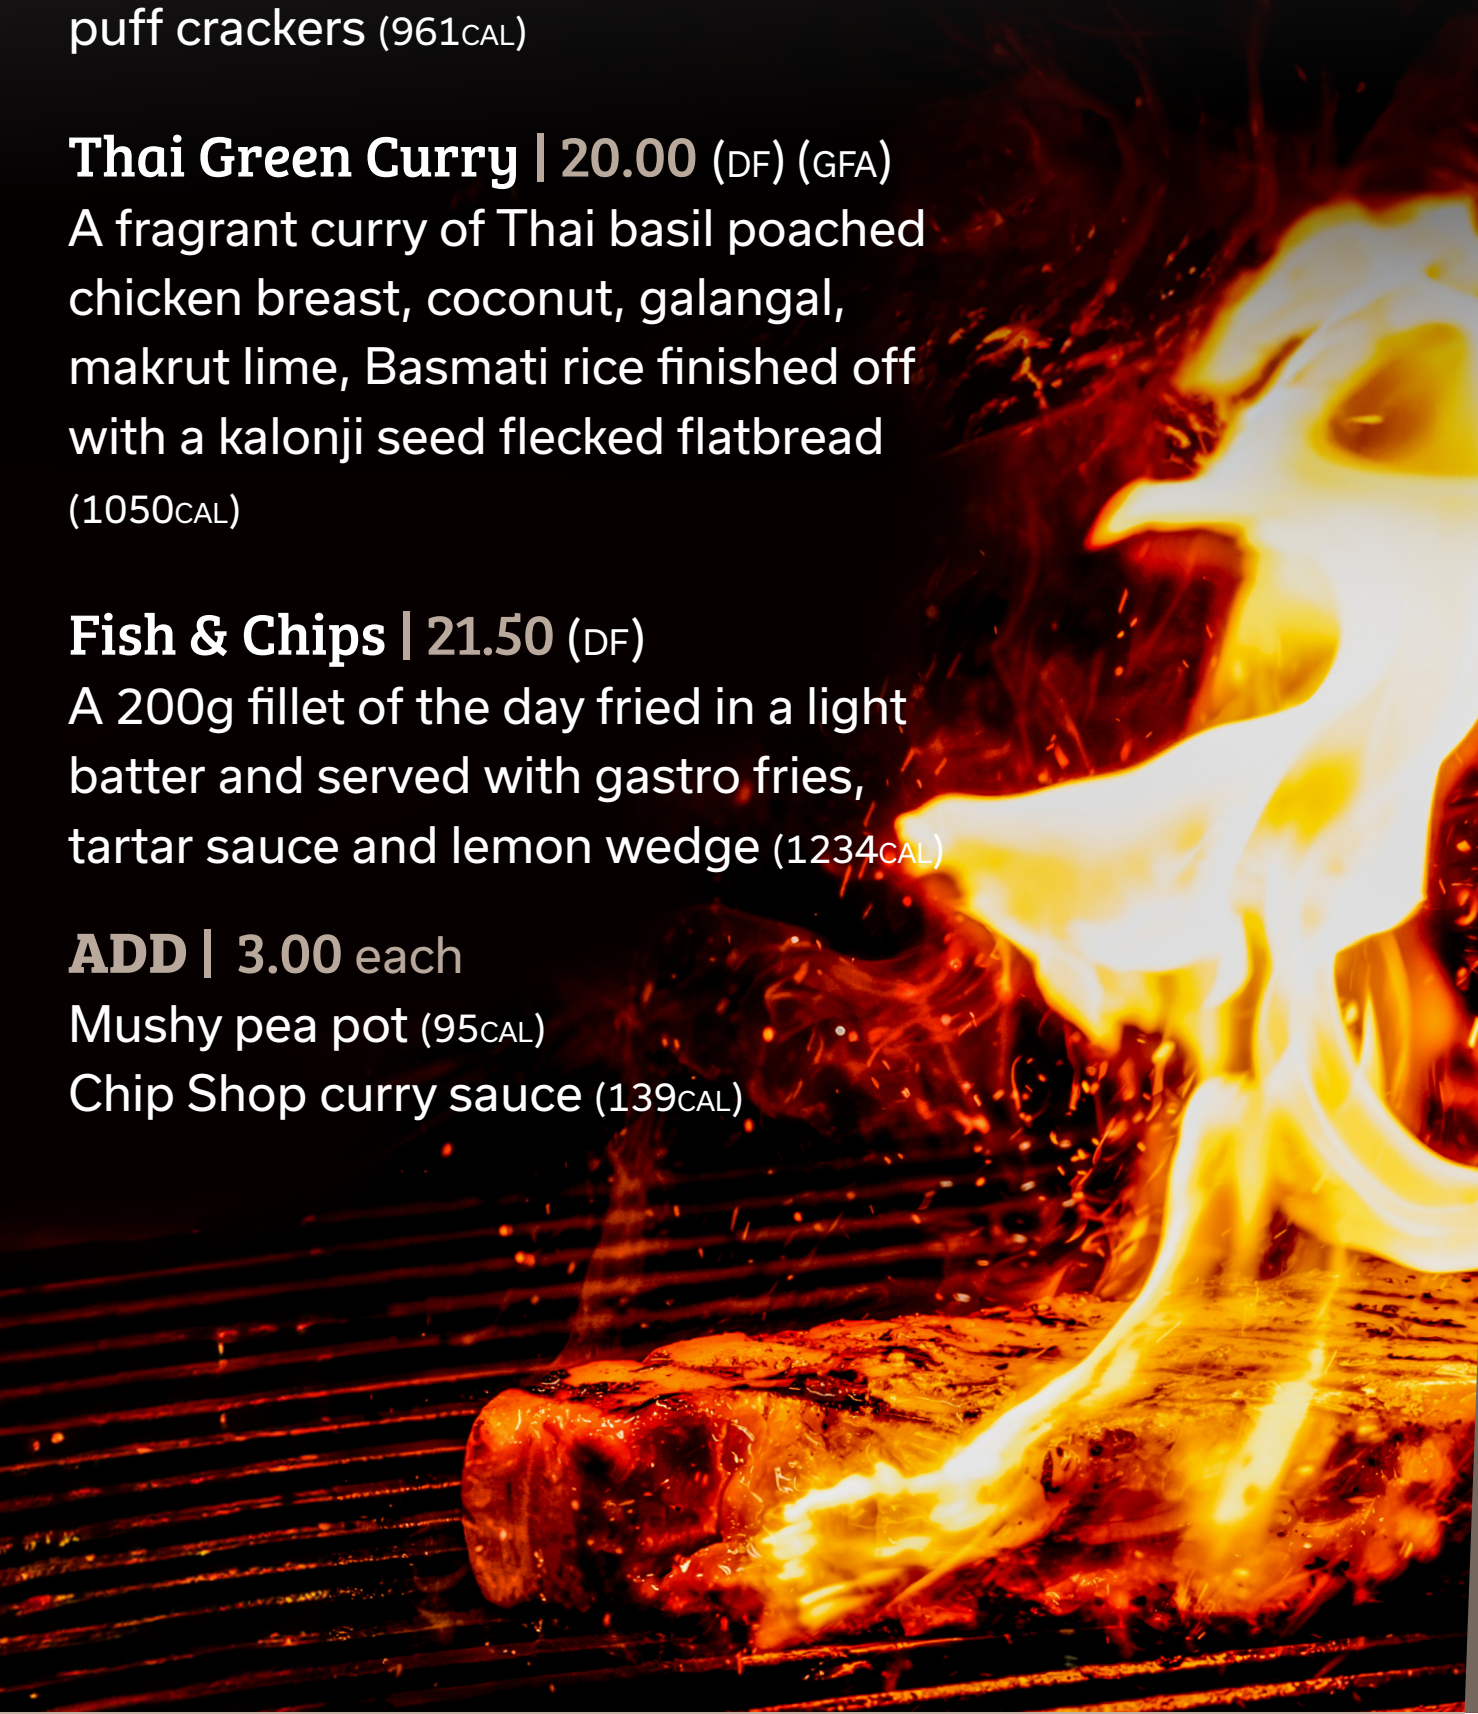 puff crackers (961CAL)
Thai Green Curry | 20.00 (DF) (GFA)
A fragrant curry of Thai basil poached
chicken breast, coconut, galangal,
makrut lime, Basmati rice finished off
with a kalonji seed flecked flatbread
(1050CAL)
Fish & Chips | 21.50 (DF)
A 200g fillet of the day fried in a light
batter and served with gastro fries,
tartar sauce and lemon wedge (1234CAL)
ADD | 3.00 each
Mushy pea pot (95CAL)
Chip Shop curry sauce (139CAL)